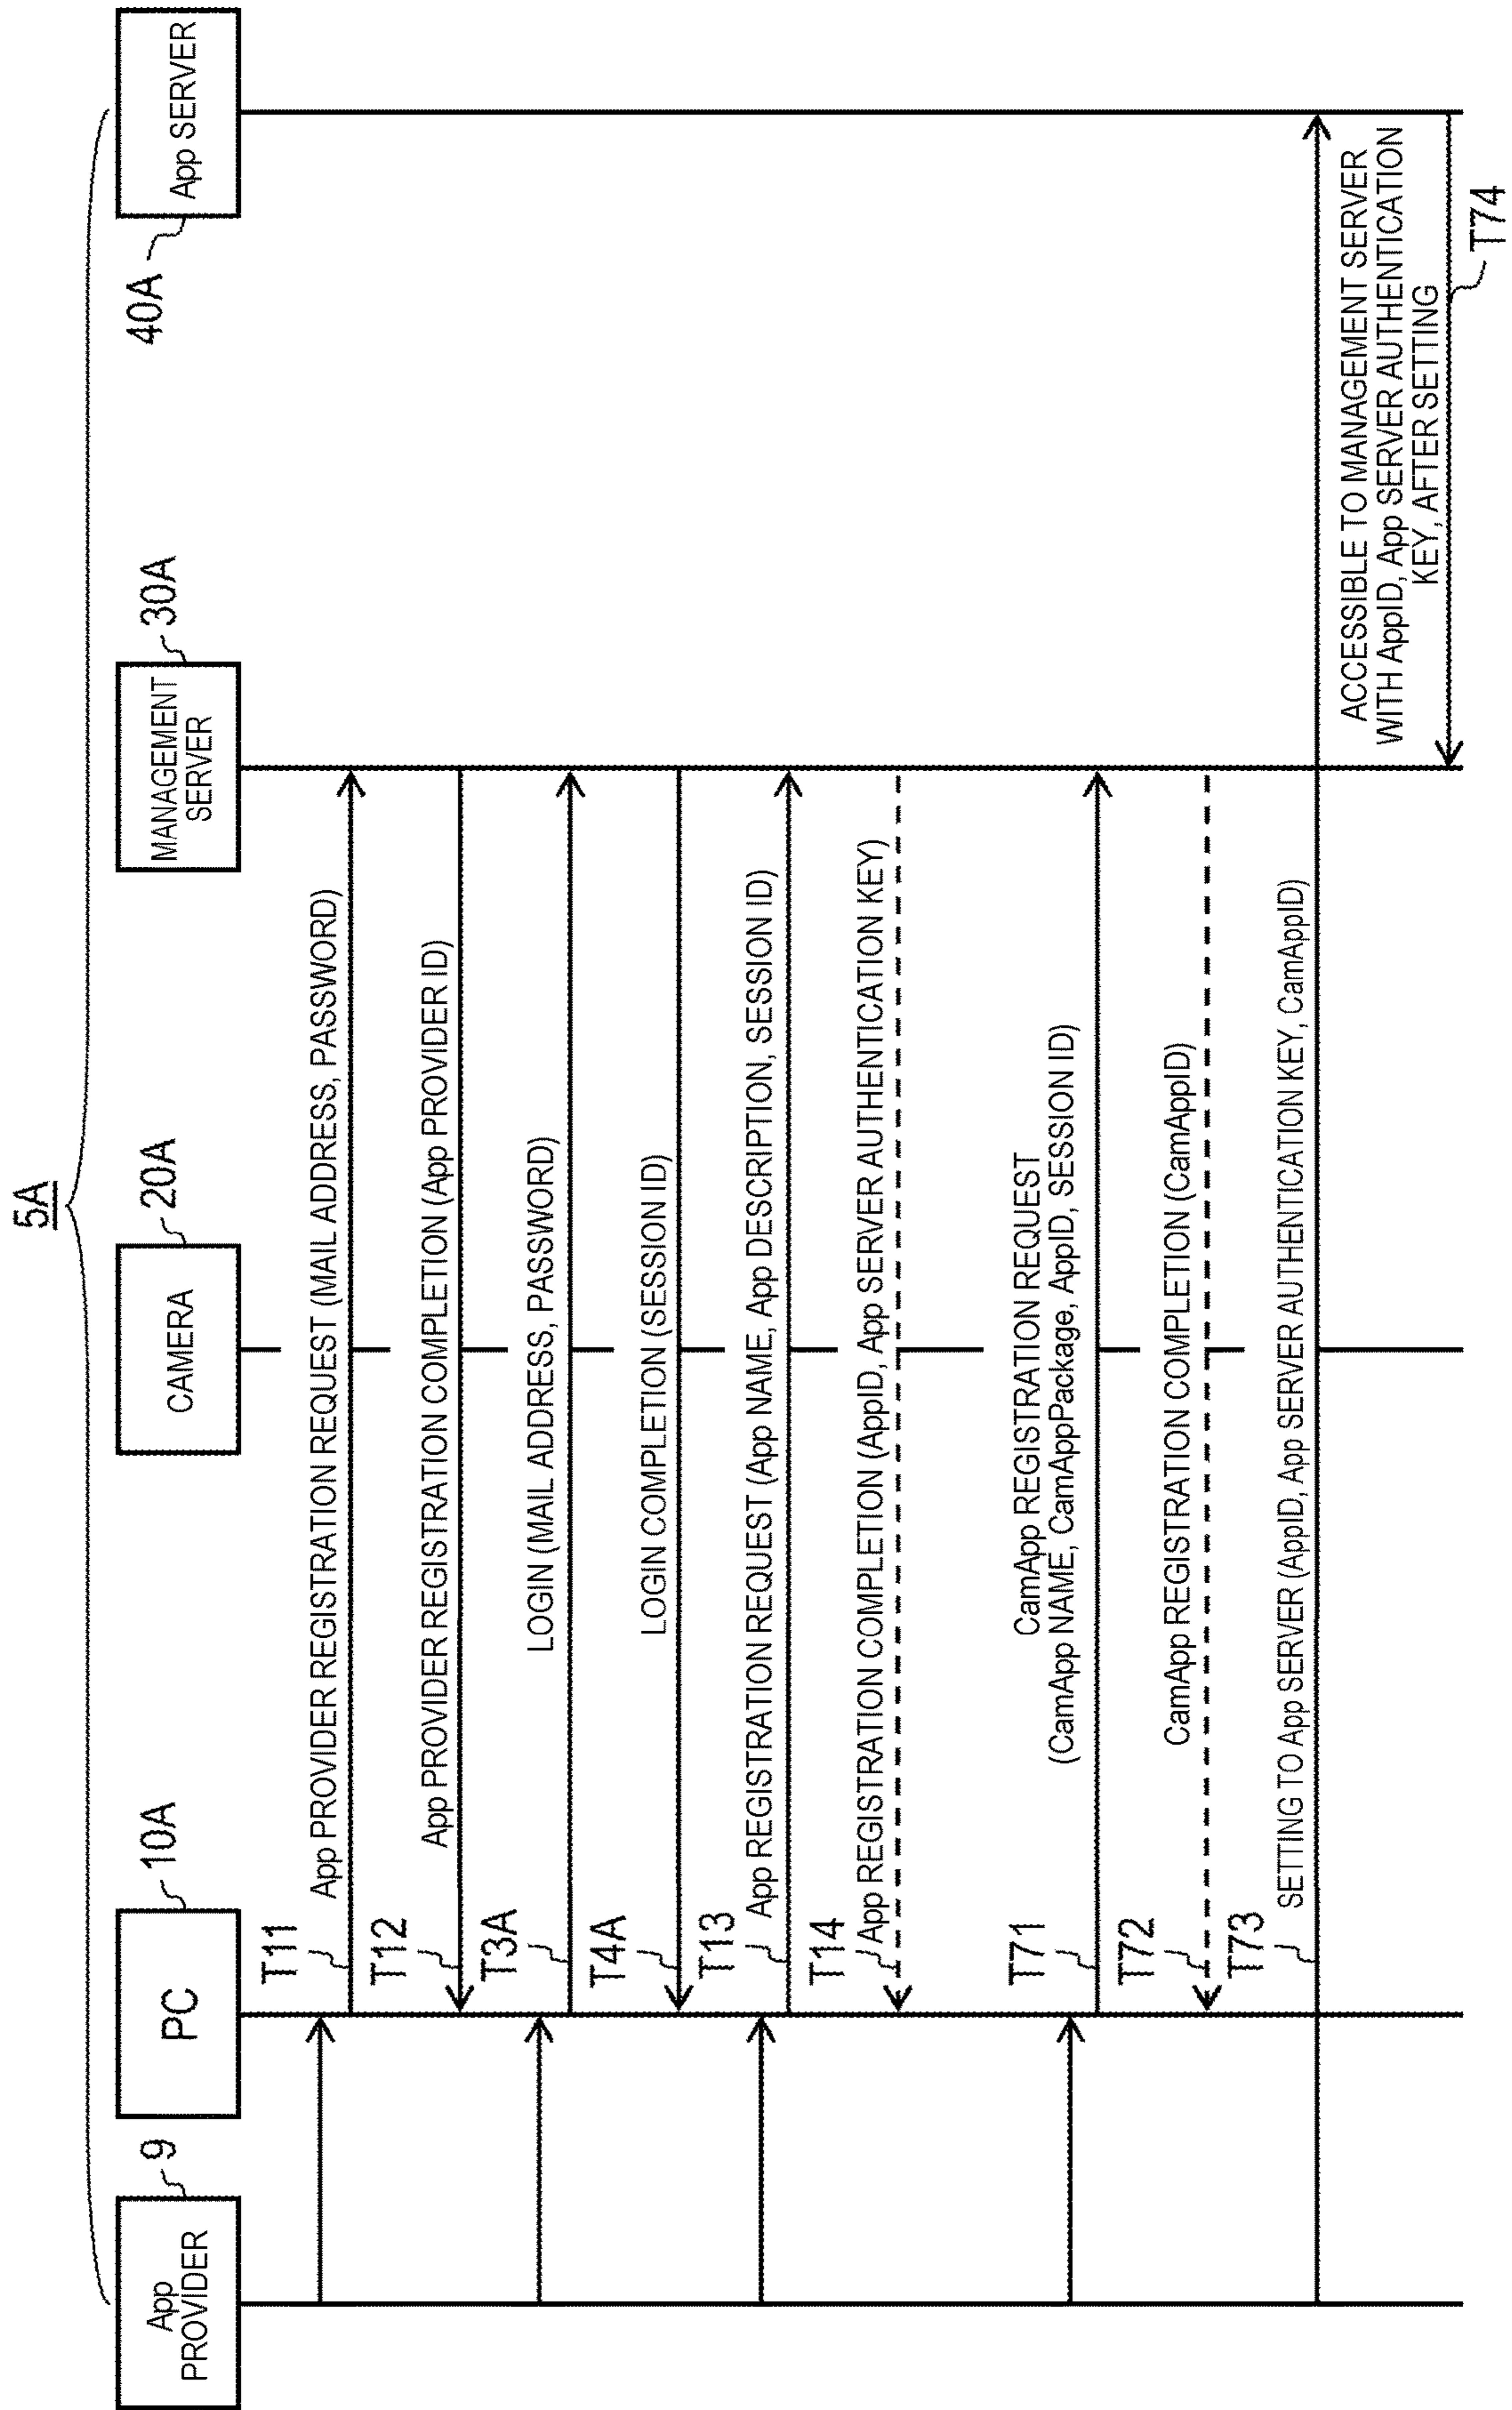 5A
App
PROVIDER
9
PC
10A
CAMERA
20A
MANAGEMENT
SERVER
30A
App SERVER
40A
T11
App PROVIDER REGISTRATION REQUEST (MAIL ADDRESS, PASSWORD)
T12
App PROVIDER REGISTRATION COMPLETION (App PROVIDER ID)
T3A
LOGIN (MAIL ADDRESS, PASSWORD)
T4A
LOGIN COMPLETION (SESSION ID)
T13
App REGISTRATION REQUEST (App NAME, App DESCRIPTION, SESSION ID)
T14
App REGISTRATION COMPLETION (AppID, App SERVER AUTHENTICATION KEY)
T71
CamApp REGISTRATION REQUEST
(CamApp NAME, CamAppPackage, AppID, SESSION ID)
T72
CamApp REGISTRATION COMPLETION (CamAppID)
T73
SETTING TO App SERVER (AppID, App SERVER AUTHENTICATION KEY, CamAppID)
ACCESSIBLE TO MANAGEMENT SERVER
WITH AppID, App SERVER AUTHENTICATION
KEY, AFTER SETTING
T74